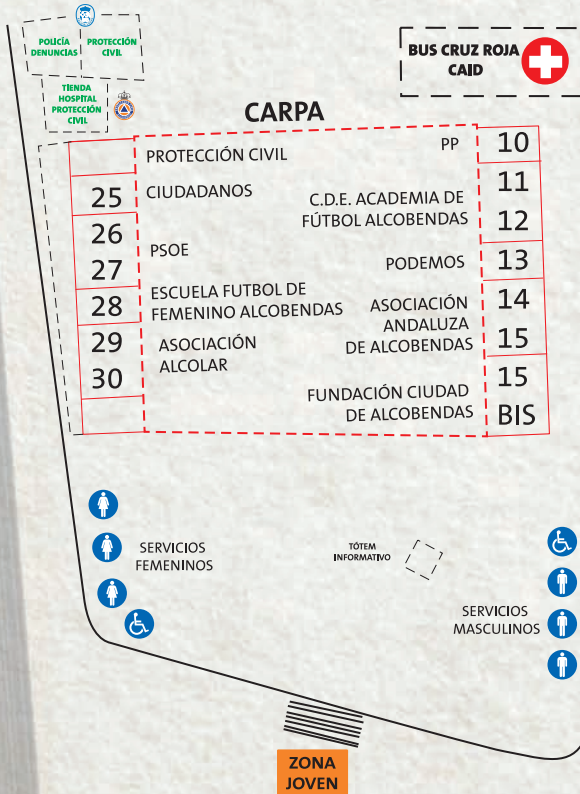 POLICÍA
DENUNCIAS
PROTECCIÓN
CIVIL
TIENDA
HOSPITAL
PROTECCIÓN
CIVIL
BUS CRUZ ROJA
CAID
CARPA
PROTECCIÓN CIVIL
25
CIUDADANOS
26
27
PSOE
28
ESCUELA FUTBOL DE
FEMENINO ALCOBENDAS
29
30
ASOCIACIÓN
ALCOLAR
PP
10
11
12
C.D.E. ACADEMIA DE
FÚTBOL ALCOBENDAS
PODEMOS
13
14
15
ASOCIACIÓN
ANDALUZA
DE ALCOBENDAS
FUNDACIÓN CIUDAD
DE ALCOBENDAS
15
BIS
SERVICIOS
FEMENINOS
TÓTEM
INFORMATIVO
SERVICIOS
MASCULINOS
ZONA
JOVEN